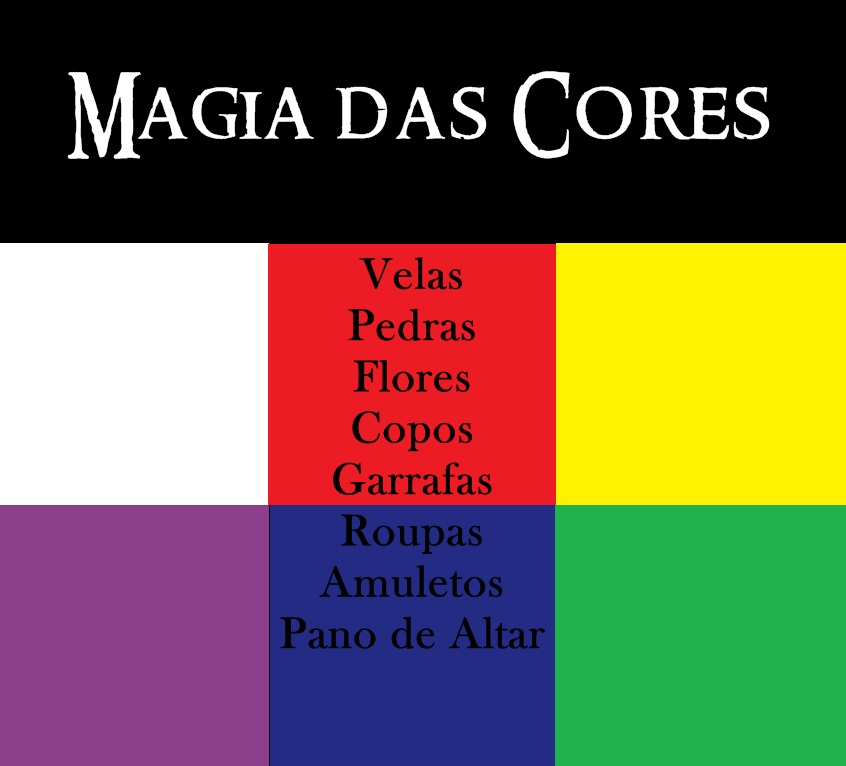 Magia das Cores
Velas
Pedras
Flores
Copos
Garrafas
Roupas
Amuletos
Pano de Altar